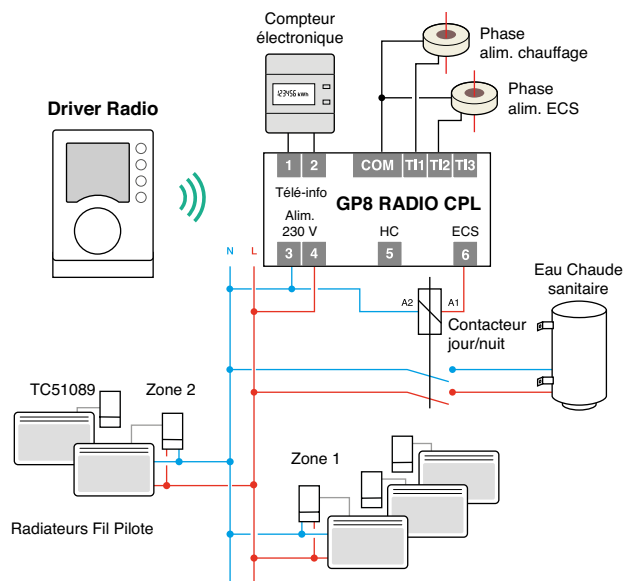 Compteur
électronique
Phase
alim. chauffage
Phase
alim. ECS
123456 kWh
Driver Radio
1 2 COM TI1 TI2 TI3
Télé-info
GP8 RADIO CPL
Alim.
230 V
HC
ECS
3 4 5 6
N L
A2 A1
Contacteur
jour/nuit
Eau Chaude
sanitaire
TC51089
Zone 2
Zone 1
Radiateurs Fil Pilote